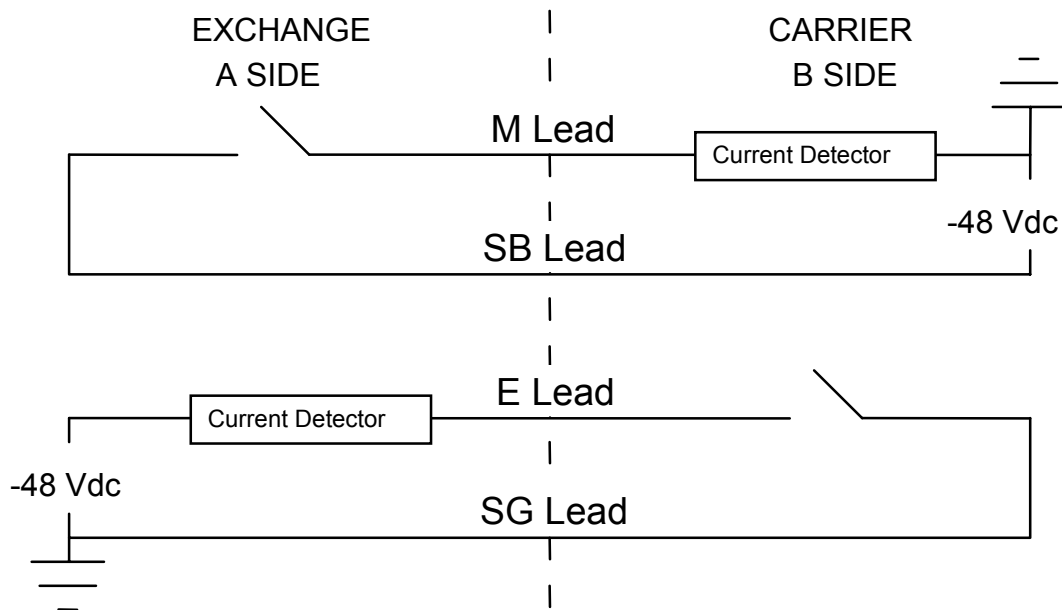 EXCHANGE
A SIDE
CARRIER
B SIDE
M Lead
Current Detector
-48 Vdc
SB Lead
E Lead
Current Detector
-48 Vdc
SG Lead